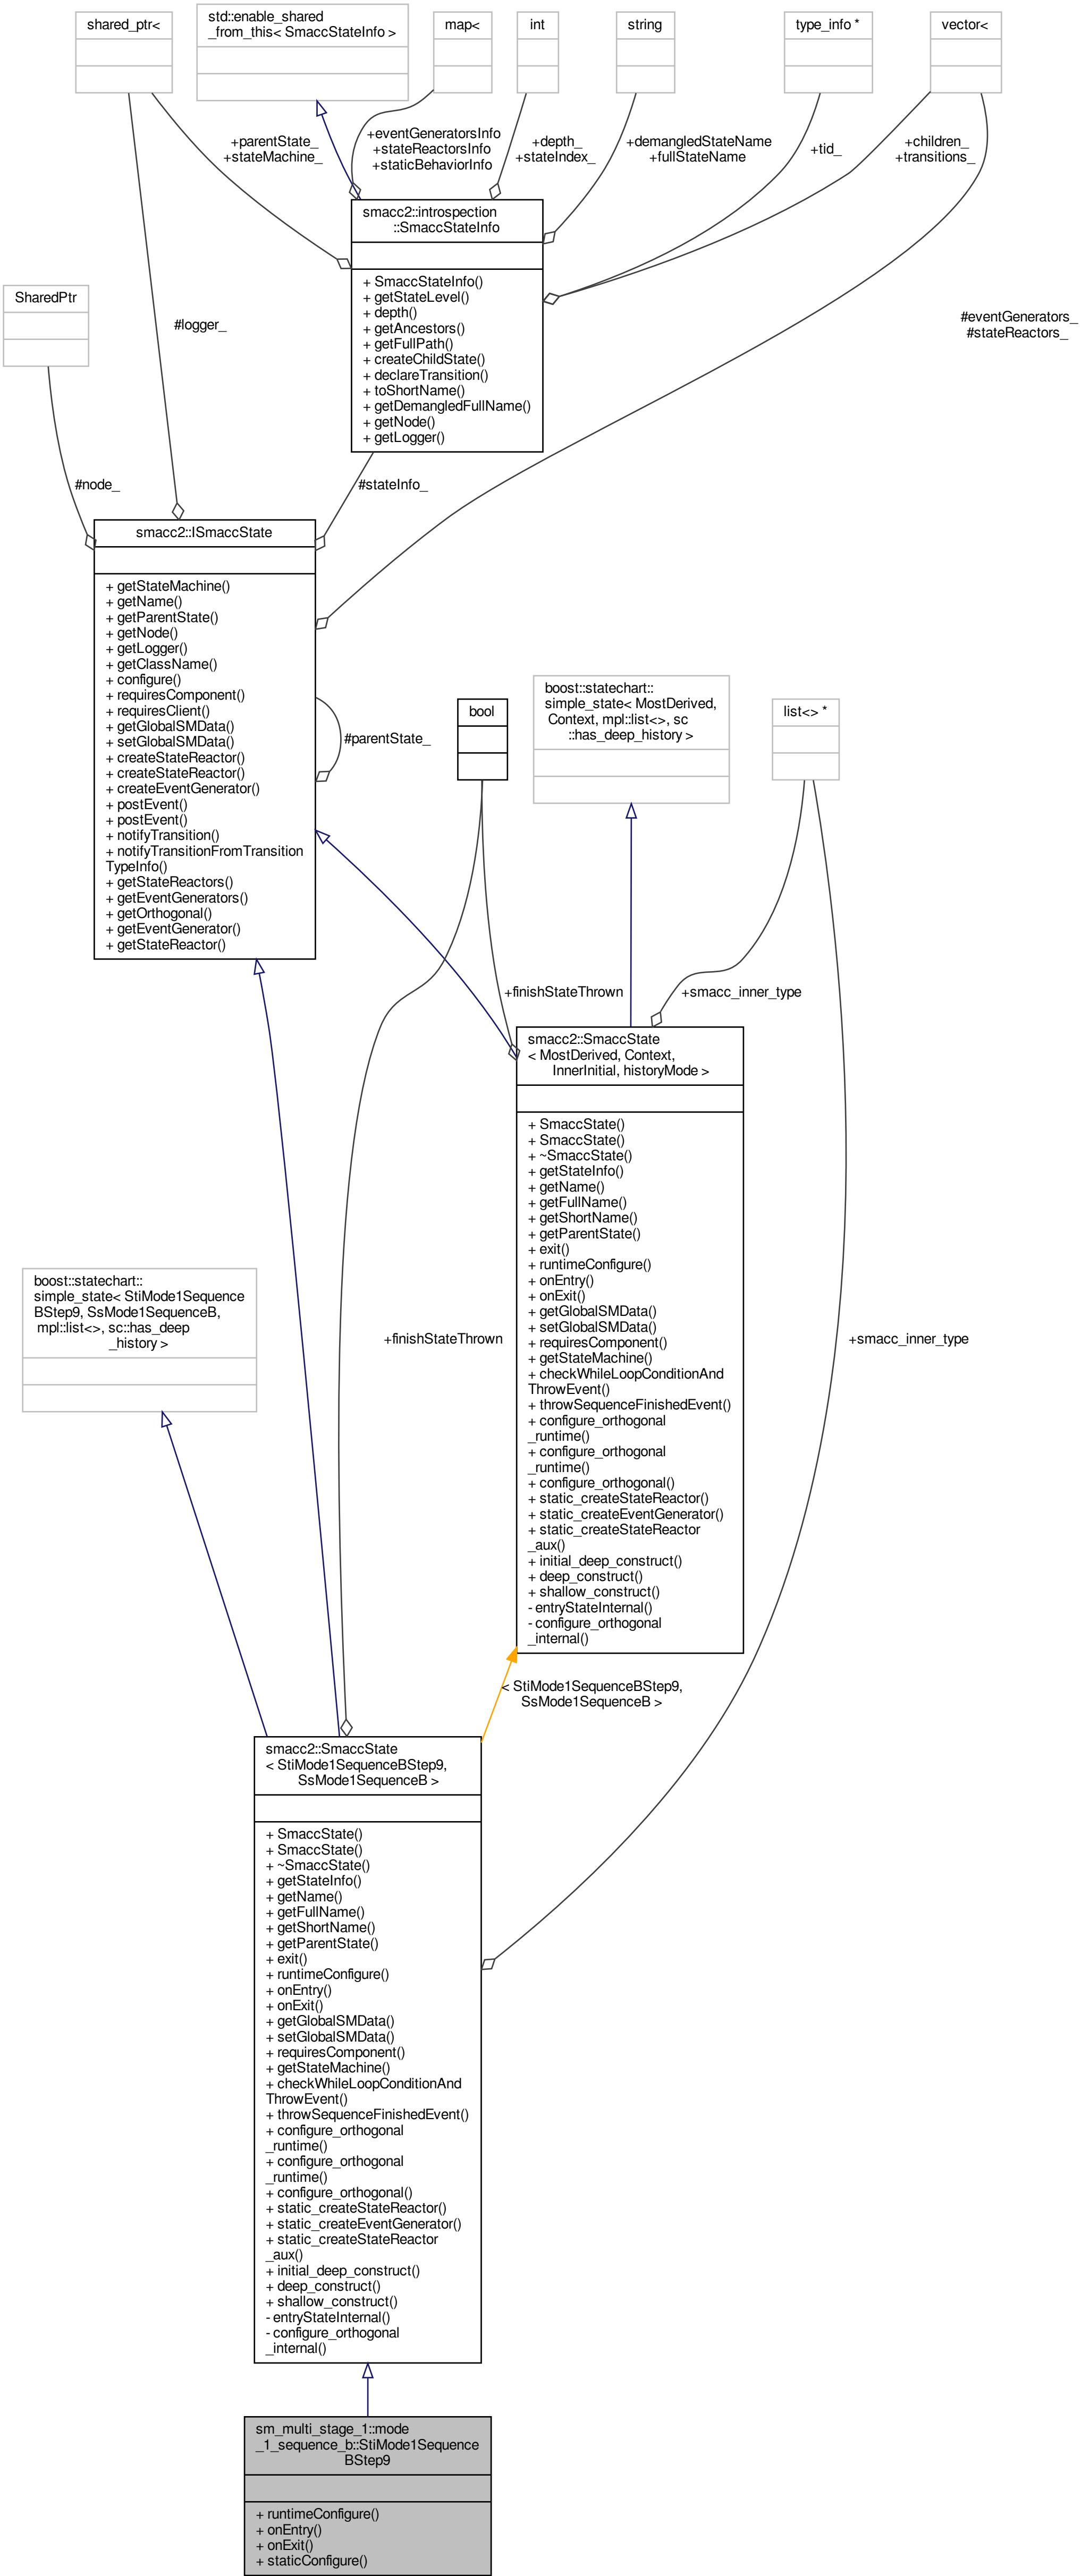 shared_ptr<
std::enable_shared
_from_this< SmaccStateInfo >
map<
int
string
type_info *
vector<
+parentState_
+stateMachine_
+eventGeneratorsInfo
+stateReactorsInfo
+staticBehaviorInfo
+depth_
+stateIndex_
+demangledStateName
+fullStateName
+tid_
+children_
+transitions_
smacc2::introspection
::SmaccStateInfo
+ SmaccStateInfo()
+ getStateLevel()
+ depth()
+ getAncestors()
+ getFullPath()
+ createChildState()
+ declareTransition()
+ toShortName()
+ getDemangledFullName()
+ getNode()
+ getLogger()
SharedPtr
#logger_
#eventGenerators_
#stateReactors_
#node_
#stateInfo_
smacc2::ISmaccState
+ getStateMachine()
+ getName()
+ getParentState()
+ getNode()
+ getLogger()
+ getClassName()
+ configure()
+ requiresComponent()
+ requiresClient()
+ getGlobalSMData()
+ setGlobalSMData()
+ createStateReactor()
+ createStateReactor()
+ createEventGenerator()
+ postEvent()
+ postEvent()
+ notifyTransition()
+ notifyTransitionFromTransition
TypeInfo()
+ getStateReactors()
+ getEventGenerators()
+ getOrthogonal()
+ getEventGenerator()
+ getStateReactor()
#parentState_
bool
boost::statechart::
simple_state< MostDerived,
Context, mpl::list<>, sc
::has_deep_history >
list<> *
+finishStateThrown
+smacc_inner_type
smacc2::SmaccState
< MostDerived, Context,
InnerInitial, historyMode >
+ SmaccState()
+ SmaccState()
+ ~SmaccState()
+ getStateInfo()
+ getName()
+ getFullName()
+ getShortName()
+ getParentState()
+ exit()
+ runtimeConfigure()
+ onEntry()
+ onExit()
+ getGlobalSMData()
+ setGlobalSMData()
+ requiresComponent()
+ getStateMachine()
+ checkWhileLoopConditionAnd
ThrowEvent()
+ throwSequenceFinishedEvent()
+ configure_orthogonal
_runtime()
+ configure_orthogonal
_runtime()
+ configure_orthogonal()
+ static_createStateReactor()
+ static_createEventGenerator()
+ static_createStateReactor
_aux()
+ initial_deep_construct()
+ deep_construct()
+ shallow_construct()
- entryStateInternal()
- configure_orthogonal
_internal()
boost::statechart::
simple_state< StiMode1Sequence
BStep9, SsMode1SequenceB,
mpl::list<>, sc::has_deep
_history >
+finishStateThrown
+smacc_inner_type
< StiMode1SequenceBStep9,
SsMode1SequenceB >
smacc2::SmaccState
< StiMode1SequenceBStep9,
SsMode1SequenceB >
+ SmaccState()
+ SmaccState()
+ ~SmaccState()
+ getStateInfo()
+ getName()
+ getFullName()
+ getShortName()
+ getParentState()
+ exit()
+ runtimeConfigure()
+ onEntry()
+ onExit()
+ getGlobalSMData()
+ setGlobalSMData()
+ requiresComponent()
+ getStateMachine()
+ checkWhileLoopConditionAnd
ThrowEvent()
+ throwSequenceFinishedEvent()
+ configure_orthogonal
_runtime()
+ configure_orthogonal
_runtime()
+ configure_orthogonal()
+ static_createStateReactor()
+ static_createEventGenerator()
+ static_createStateReactor
_aux()
+ initial_deep_construct()
+ deep_construct()
+ shallow_construct()
- entryStateInternal()
- configure_orthogonal
_internal()
sm_multi_stage_1::mode
_1_sequence_b::StiMode1Sequence
BStep9
+ runtimeConfigure()
+ onEntry()
+ onExit()
+ staticConfigure()